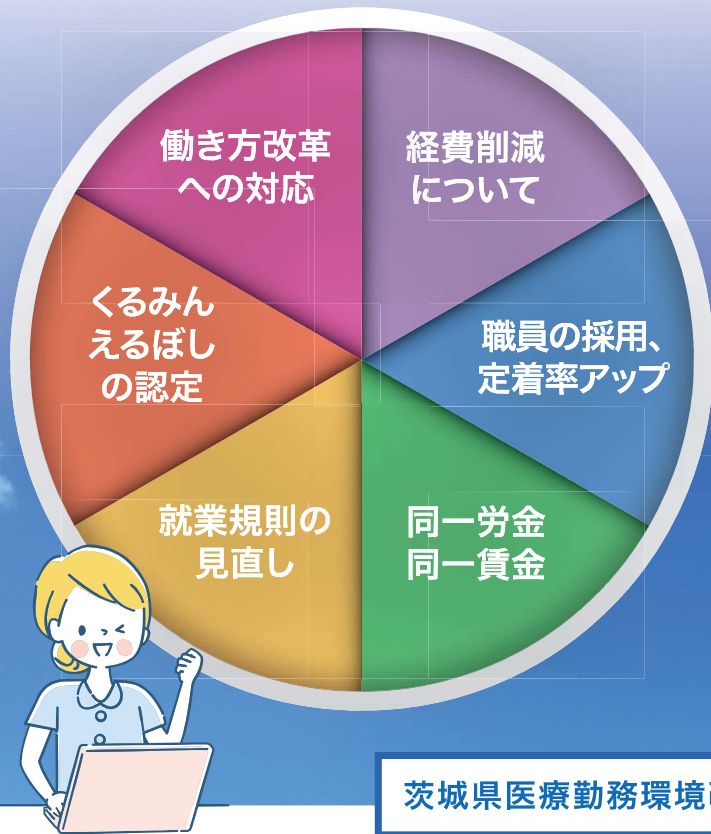 働き方改革
への対応
経費削減
について
くるみん
えるぼし
の認定
職員の採用、
定着率アップ
就業規則の
見直し
同一労金
同一賃金
茨城県医療勤務環境